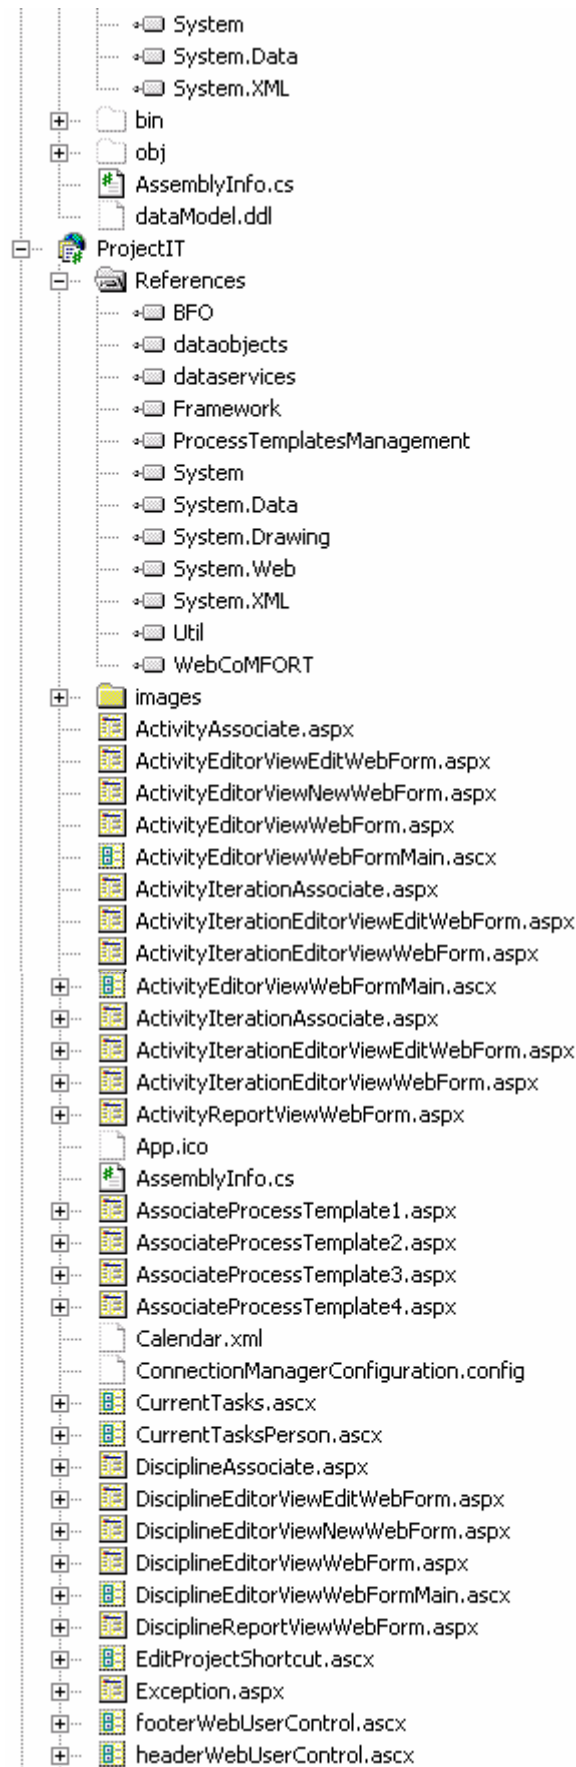 System
System.Data
System.XML
bin
obj
AssemblyInfo.cs
dataModel.ddl
ProjectIT
References
BFO
dataobjects
dataservices
Framework
ProcessTemplatesManagement
System
System.Data
System.Drawing
System.Web
System.XML
Util
WebCoMFORT
images
ActivityAssociate.aspx
ActivityEditorViewEditWebForm.aspx
ActivityEditorViewNewWebForm.aspx
ActivityEditorViewWebForm.aspx
ActivityEditorViewWebFormMain.ascx
ActivityIterationAssociate.aspx
ActivityIterationEditorViewEditWebForm.aspx
ActivityIterationEditorViewWebForm.aspx
ActivityEditorViewWebFormMain.ascx
ActivityIterationAssociate.aspx
ActivityIterationEditorViewEditWebForm.aspx
ActivityIterationEditorViewWebForm.aspx
ActivityReportViewWebForm.aspx
App.ico
AssemblyInfo.cs
AssociateProcessTemplate1.aspx
AssociateProcessTemplate2.aspx
AssociateProcessTemplate3.aspx
AssociateProcessTemplate4.aspx
Calendar.xml
ConnectionManagerConfiguration.config
CurrentTasks.ascx
CurrentTasksPerson.ascx
DisciplineAssociate.aspx
DisciplineEditorViewEditWebForm.aspx
DisciplineEditorViewNewWebForm.aspx
DisciplineEditorViewWebForm.aspx
DisciplineEditorViewWebFormMain.ascx
DisciplineReportViewWebForm.aspx
EditProjectShortcut.ascx
Exception.aspx
footerWebUserControl.ascx
headerWebUserControl.ascx